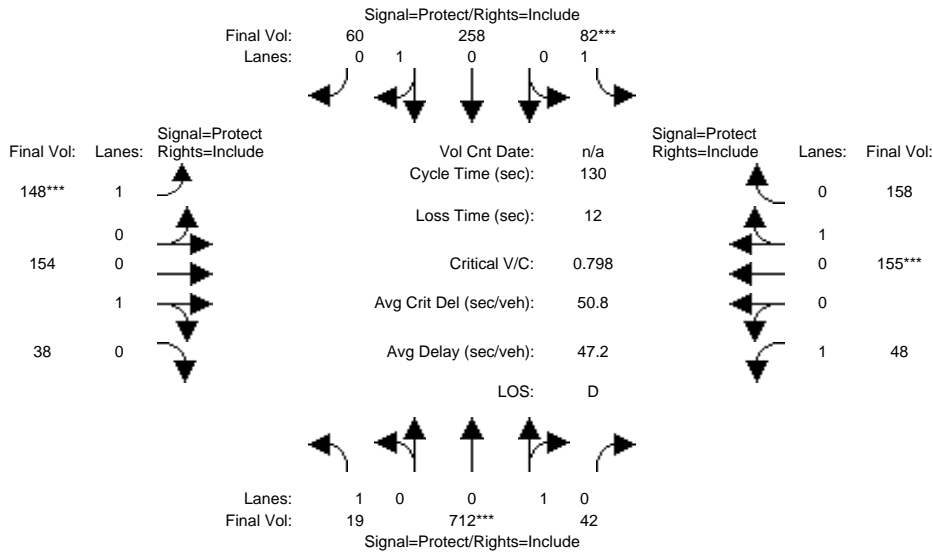 Signal=Protect/Rights=Include
Final Vol: 60 258 82***
Lanes: 0 1 0 0 1
Signal=Protect Signal=Protect
Final Vol: Lanes: Rights=Include Vol Cnt Date: n/a Rights=Include Lanes: Final Vol:
Cycle Time (sec): 130
148*** 1 0 158
Loss Time (sec): 12
0 1
154 0 Critical V/C: 0.798 0 155***
1 Avg Crit Del (sec/veh): 50.8 0
38 0 Avg Delay (sec/veh): 47.2 1 48
LOS: D
Lanes: 1 0 0 1 0
Final Vol: 19 712*** 42
Signal=Protect/Rights=Include